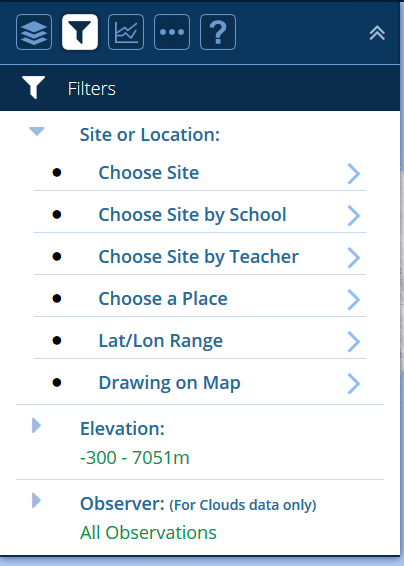 ?
Filters
Site or Location:
Choose Site
Choose Site by School
Choose Site by Teacher
Choose a Place
Lat/Lon Range
Drawing on Map
Elevation:
-300 - 7051m
Observer: (For Clouds data only)
All Observations